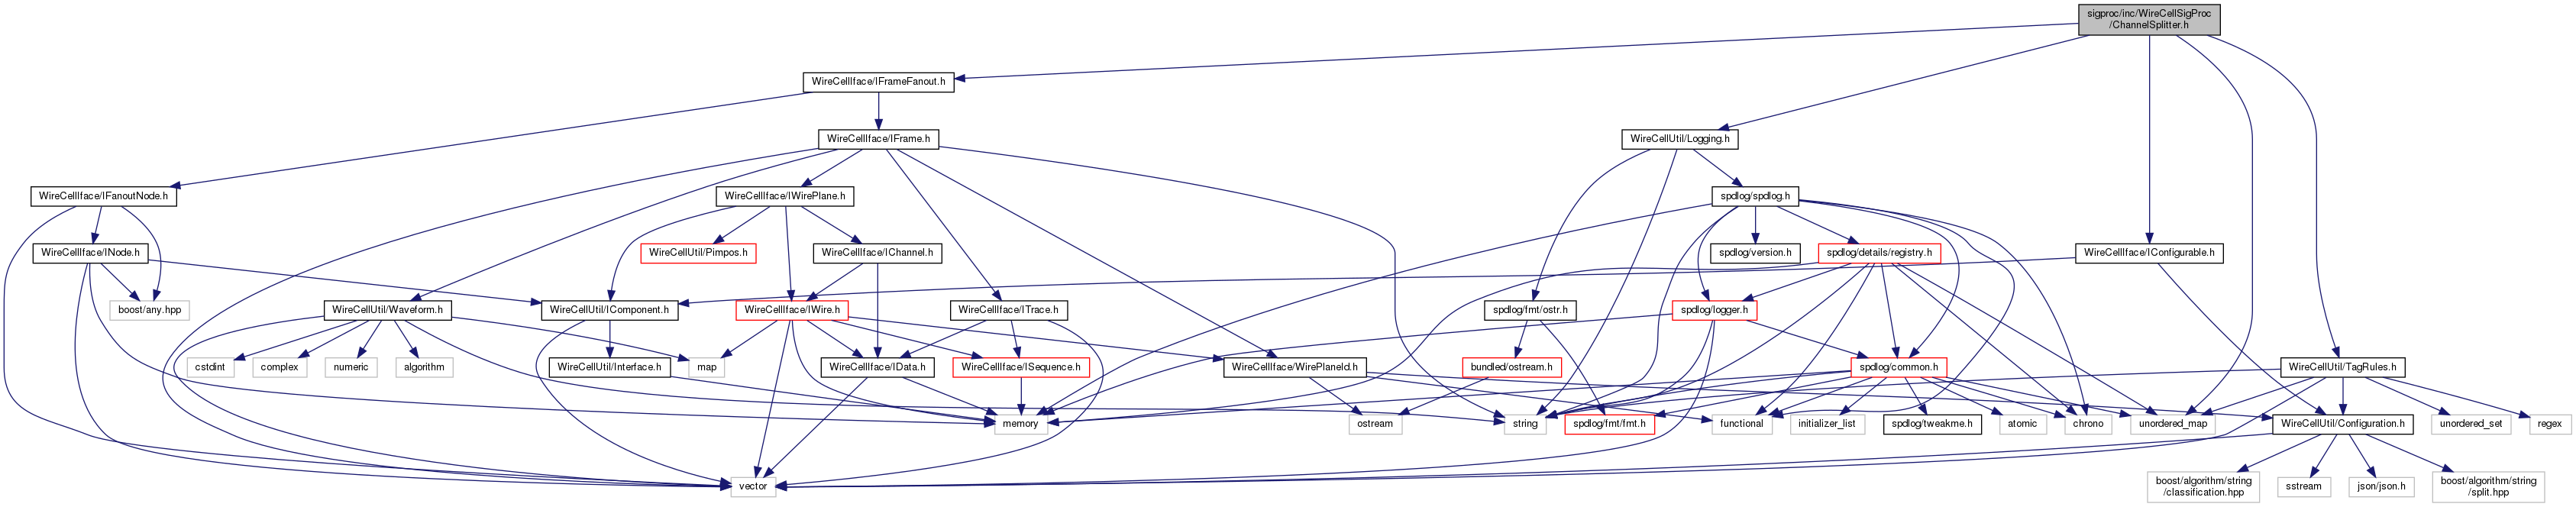 sigproc/inc/WireCellSigProc
/ChannelSplitter.h
WireCellIface/IFrameFanout.h
WireCellIface/IFrame.h
WireCellUtil/Logging.h
WireCellIface/IFanoutNode.h
WireCellIface/IWirePlane.h
spdlog/spdlog.h
WireCellIface/INode.h
WireCellUtil/Pimpos.h
WireCellIface/IChannel.h
spdlog/version.h
spdlog/details/registry.h
WireCellIface/IConfigurable.h
boost/any.hpp
WireCellUtil/Waveform.h
WireCellUtil/IComponent.h
WireCellIface/IWire.h
WireCellIface/ITrace.h
spdlog/fmt/ostr.h
spdlog/logger.h
cstdint
complex
numeric
algorithm
WireCellUtil/Interface.h
map
WireCellIface/IData.h
WireCellIface/ISequence.h
WireCellIface/WirePlaneId.h
bundled/ostream.h
spdlog/common.h
WireCellUtil/TagRules.h
memory
ostream
string
spdlog/fmt/fmt.h
functional
initializer_list
spdlog/tweakme.h
atomic
chrono
unordered_map
WireCellUtil/Configuration.h
unordered_set
regex
vector
boost/algorithm/string
/classification.hpp
sstream
json/json.h
boost/algorithm/string
/split.hpp